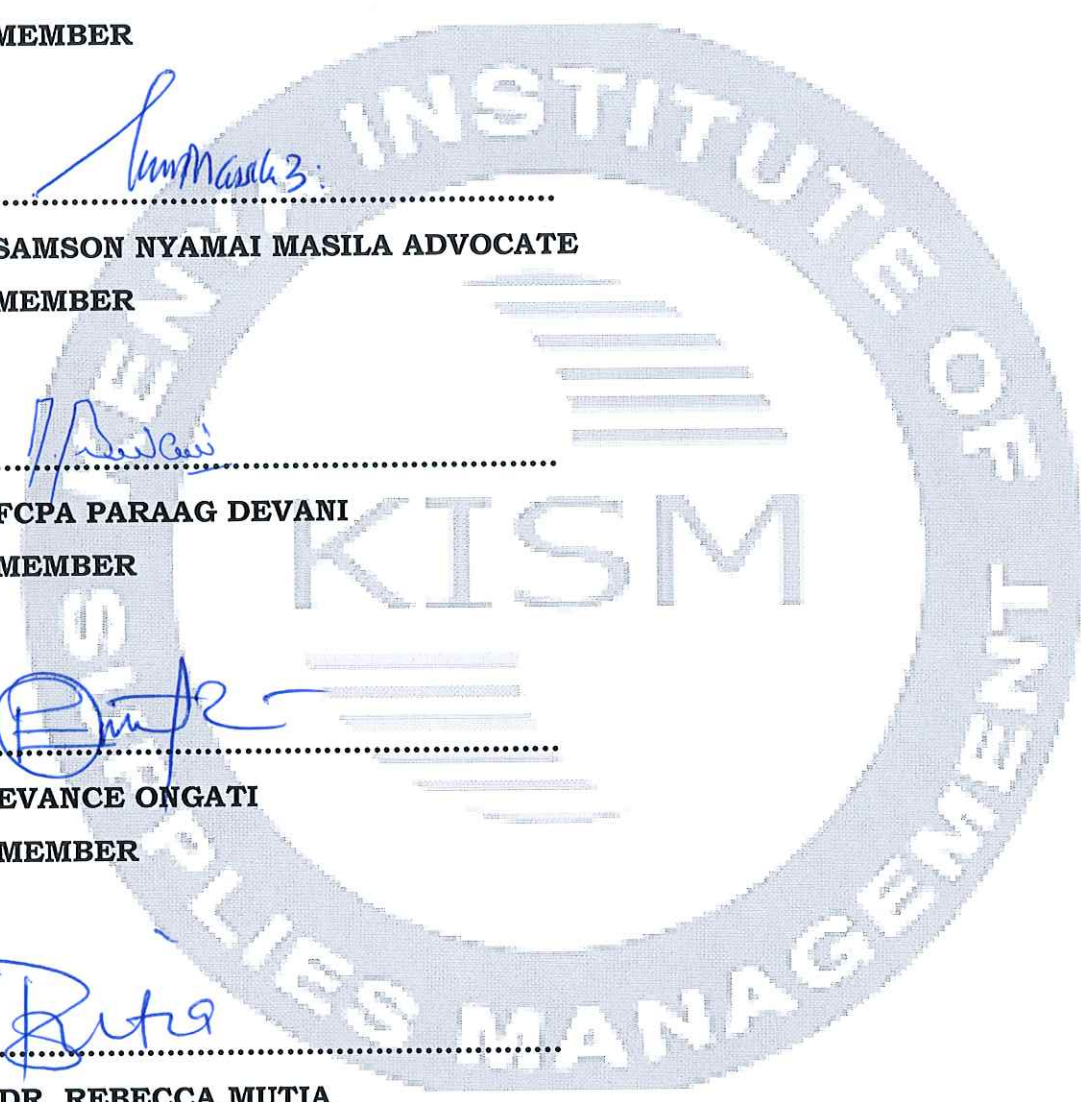 MEMBER
SAMSON NYAMAI MASILA ADVOCATE
MEMBER
FCPA PARAAG DEVANI
MEMBER
EVANCE ONGATI
MEMBER
DR. REBECCA MUTIA
KENYA INSTITUTE OF
SUPPLIES MANAGEMENT
KISM